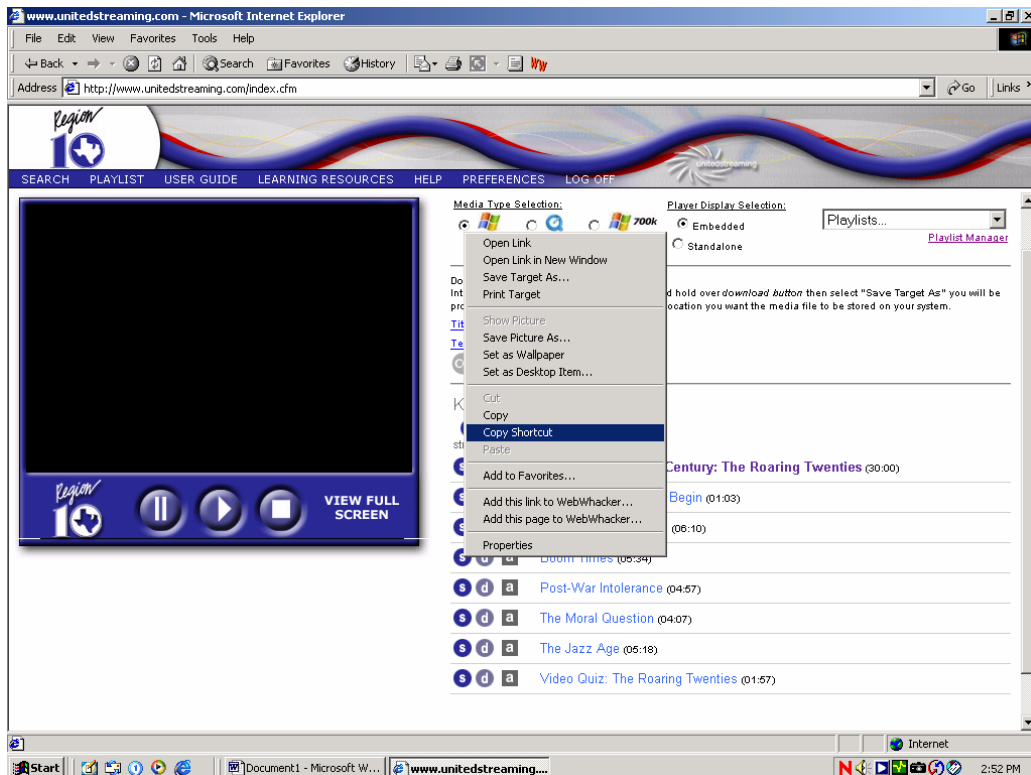 www.unitedstreaming.com - Microsoft Internet Explorer
File Edit View Favorites Tools Help
Back Search Favorites History
Address http://www.unitedstreaming.com/index.cfm Go Links
Region 10
unitedstreaming
SEARCH PLAYLIST USER GUIDE LEARNING RESOURCES HELP PREFERENCES LOG OFF
Media Type Selection: Player Display Selection:
700k Embedded Playlists...
Standalone Playlist Manager
Open Link
Open Link in New Window
Save Target As...
Print Target
Show Picture
Save Picture As...
Set as Wallpaper
Set as Desktop Item...
Cut
Copy
Copy Shortcut
Paste
Add to Favorites...
Add this link to WebWhacker...
Add this page to WebWhacker...
Properties
d hold over download button then select "Save Target As" you will be
ocation you want the media file to be stored on your system.
Century: The Roaring Twenties (30:00)
Begin (01:03)
(06:10)
s d a Doom Times (05:34)
s d a Post-War Intolerance (04:57)
s d a The Moral Question (04:07)
s d a The Jazz Age (05:18)
s d a Video Quiz: The Roaring Twenties (01:57)
Region 10
VIEW FULL
SCREEN
Internet
Start Document1 - Microsoft W... www.unitedstreaming.... 2:52 PM